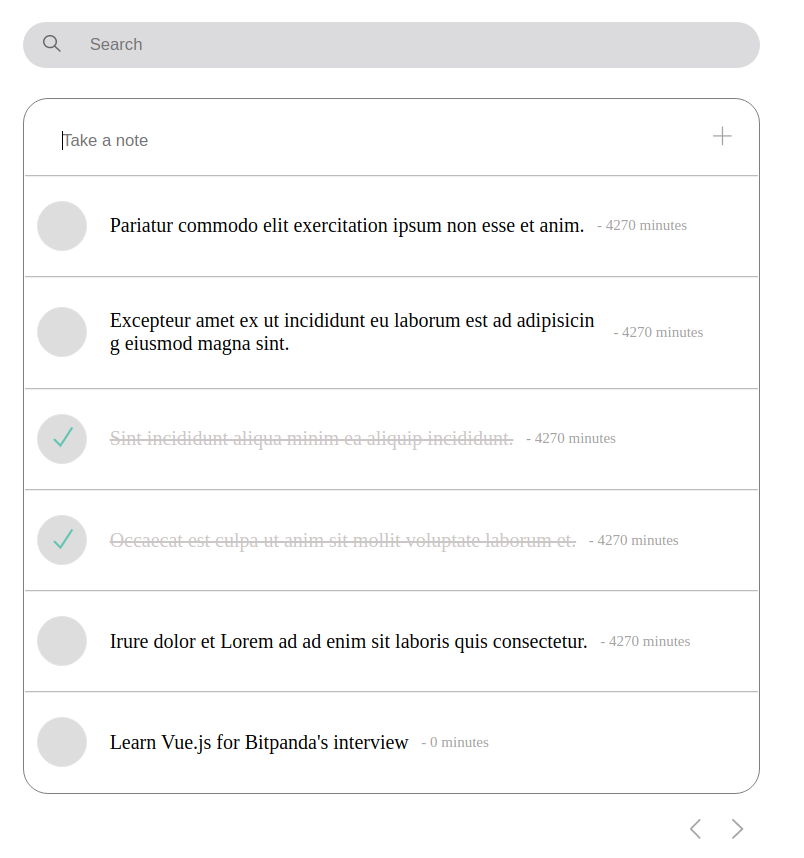 Search
Take a note
Pariatur commodo elit exercitation ipsum non esse et anim. - 4270 minutes
Excepteur amet ex ut incididunt eu laborum est ad adipisicin
g eiusmod magna sint. - 4270 minutes
Sint incididunt aliqua minim ea aliquip incididunt. - 4270 minutes
Occaecat est culpa ut anim sit mollit voluptate laborum et. - 4270 minutes
Irure dolor et Lorem ad ad enim sit laboris quis consectetur. - 4270 minutes
Learn Vue.js for Bitpanda's interview - 0 minutes